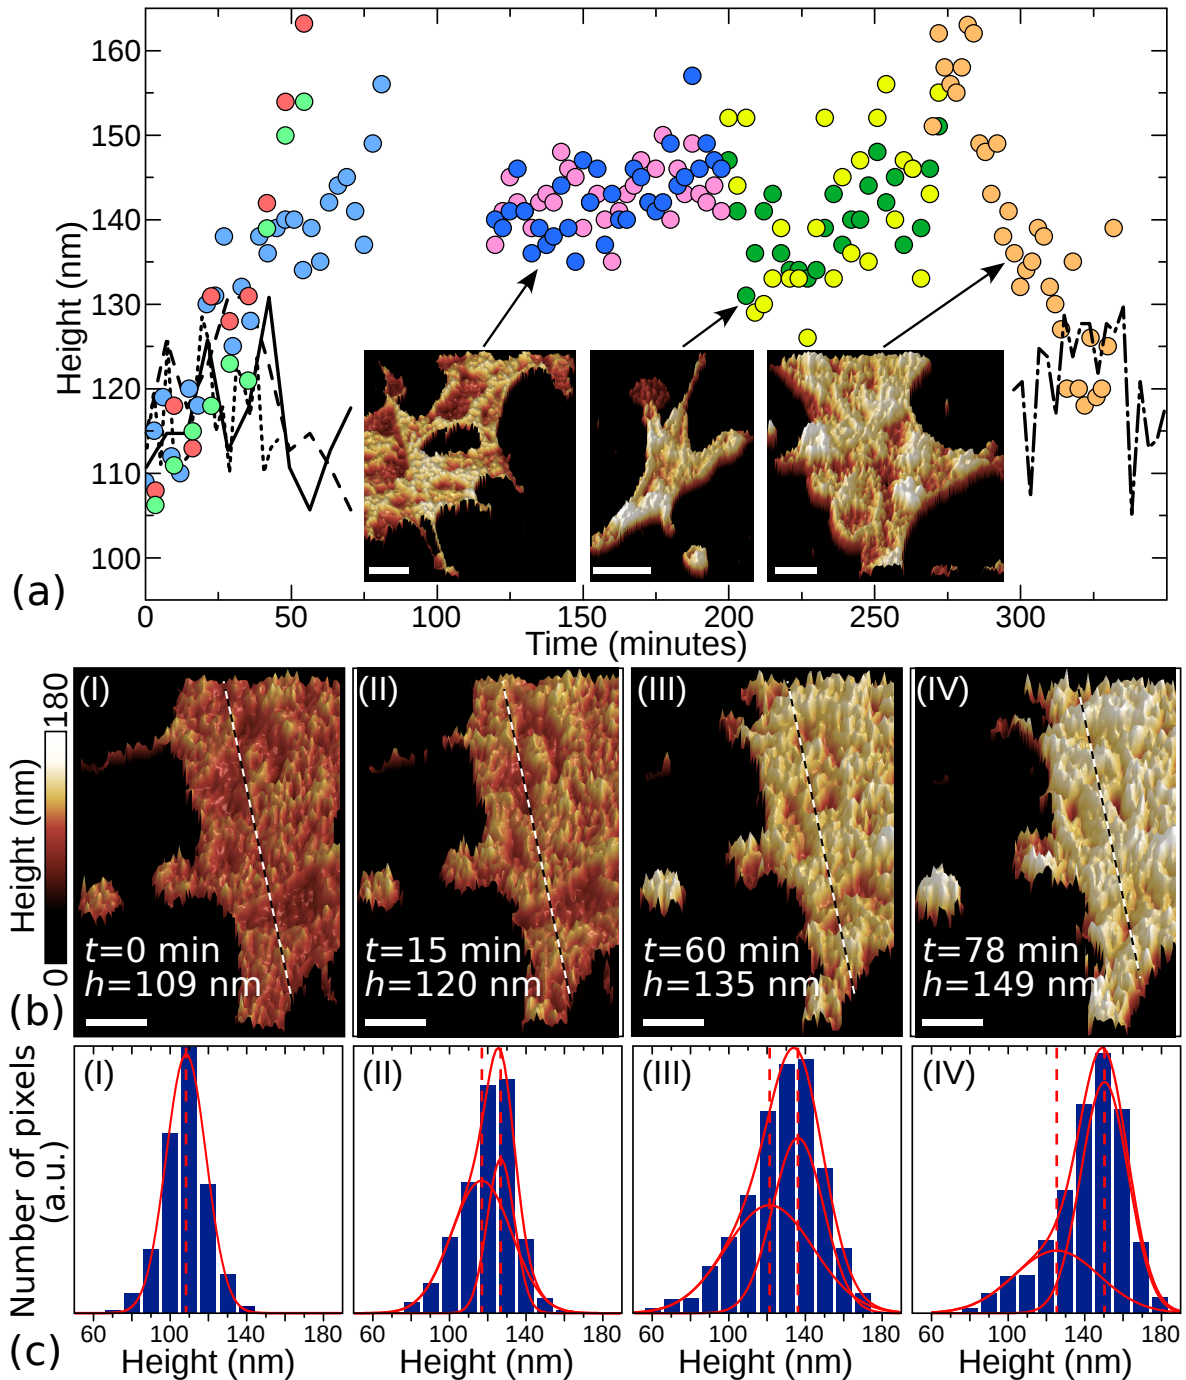 160
150
140
130
120
110
100
Height (nm)
(a)
0
50
100
150
200
250
300
Time (minutes)
Height (nm)
0
180
(b)
(I)
t=0 min
h=109 nm
(II)
t=15 min
h=120 nm
(III)
t=60 min
h=135 nm
(IV)
t=78 min
h=149 nm
Number of pixels
(a.u.)
(c)
(I)
60
100
140
180
Height (nm)
(II)
60
100
140
180
Height (nm)
(III)
60
100
140
180
Height (nm)
(IV)
60
100
140
180
Height (nm)